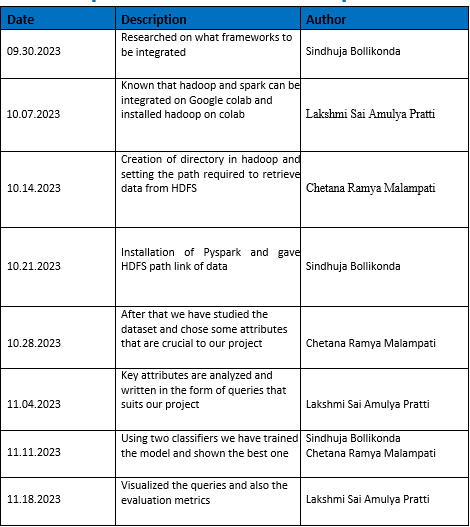 Date Description Author
09.30.2023
Researched on what frameworks to
be integrated
Sindhuja Bollikonda
10.07.2023
Known that hadoop and spark can be
integrated on Google colab and
installed hadoop on colab
Lakshmi Sai Amulya Pratti
10.14.2023
Creation of directory in hadoop and
setting the path required to retrieve
data from HDFS
Chetana Ramya Malampati
10.21.2023
Installation of Pyspark and gave
HDFS path link of data
Sindhuja Bollikonda
10.28.2023
After that we have studied the
dataset and chose some attributes
that are crucial to our project
Chetana Ramya Malampati
11.04.2023
Key attributes are analyzed and
written in the form of queries that
suits our project
Lakshmi Sai Amulya Pratti
11.11.2023
Using two classifiers we have trained
the model and shown the best one
Sindhuja Bollikonda
Chetana Ramya Malampati
11.18.2023
Visualized the queries and also the
evaluation metrics
Lakshmi Sai Amulya Pratti